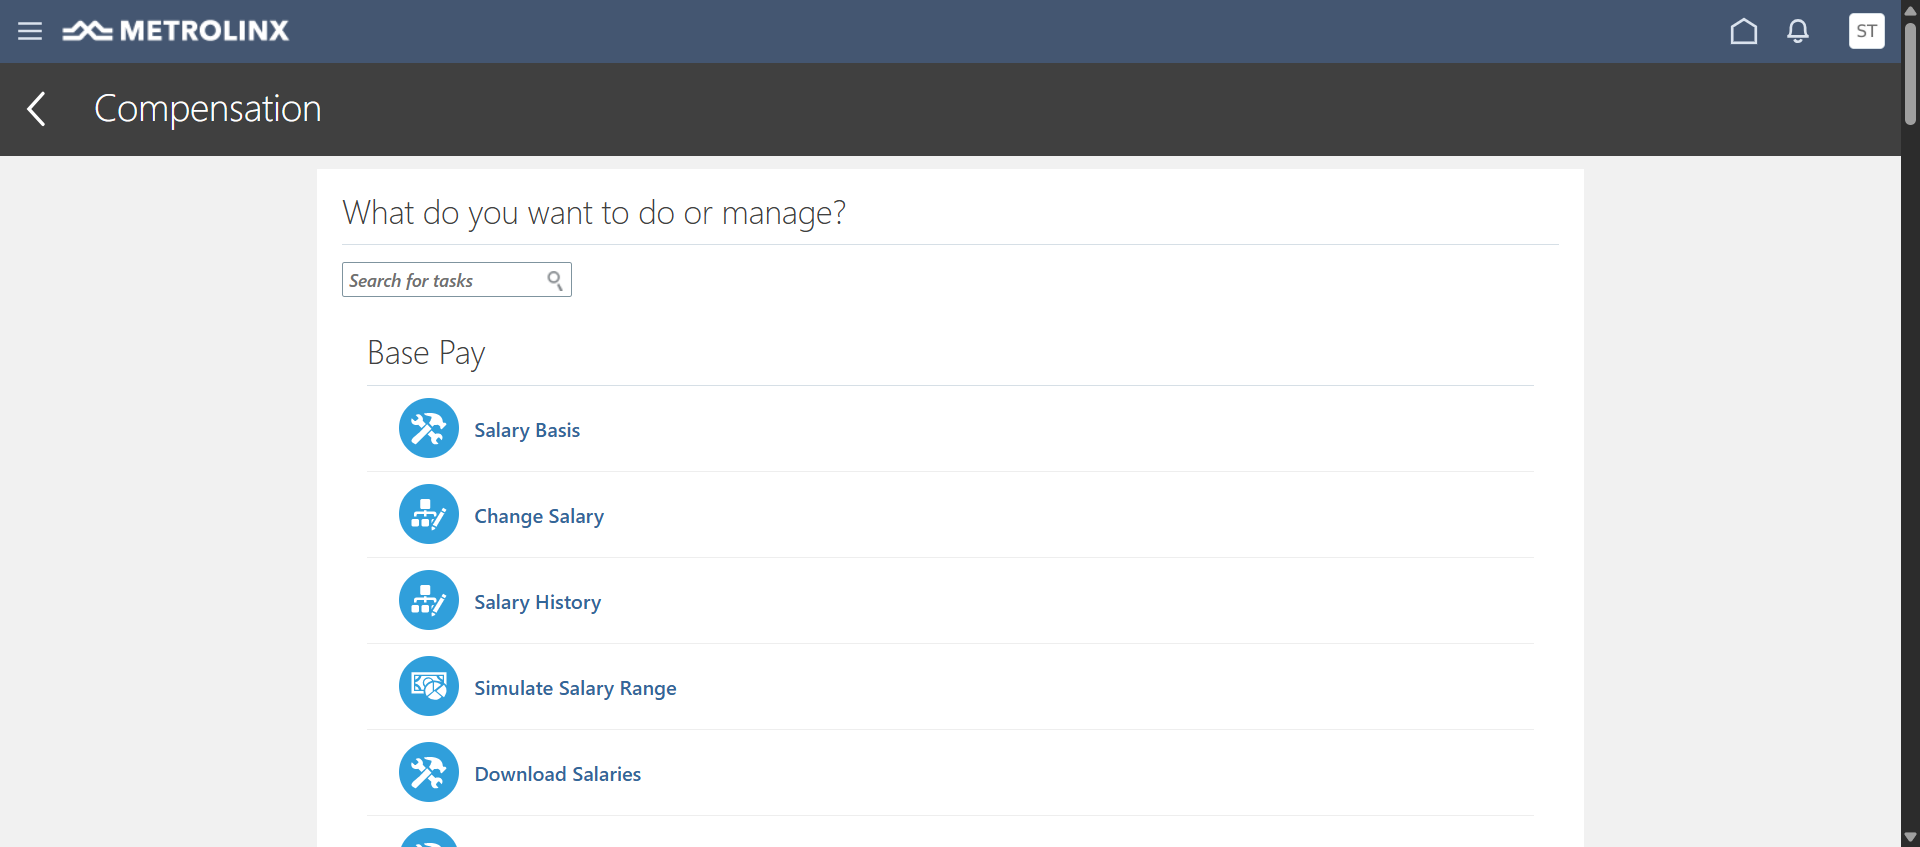 METROLINX
ST
Compensation
What do you want to do or manage?
Search for tasks
Base Pay
Salary Basis
Change Salary
Salary History
Simulate Salary Range
Download Salaries